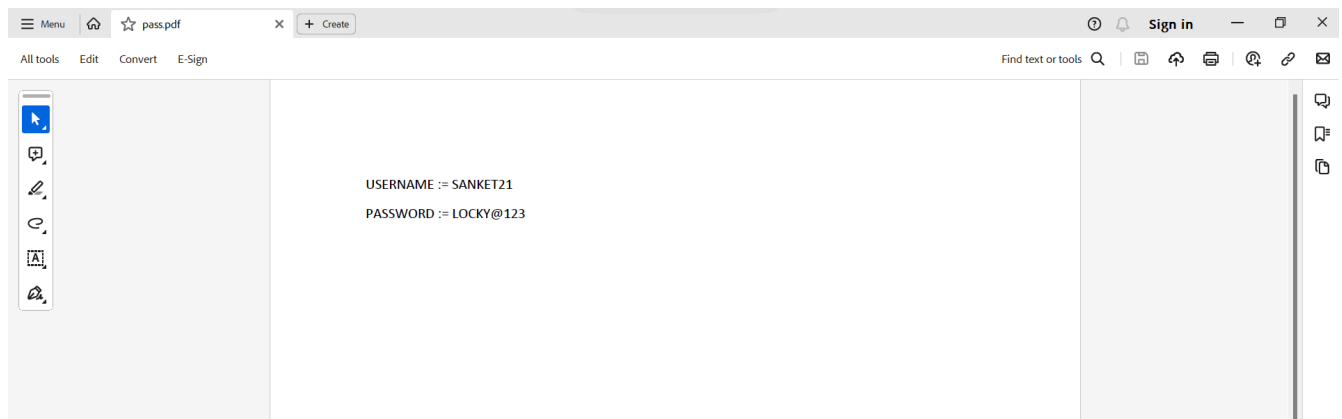 Menu pass.pdf + Create Sign in
All tools Edit Convert E-Sign Find text or tools
USERNAME := SANKET21
PASSWORD := LOCKY@123